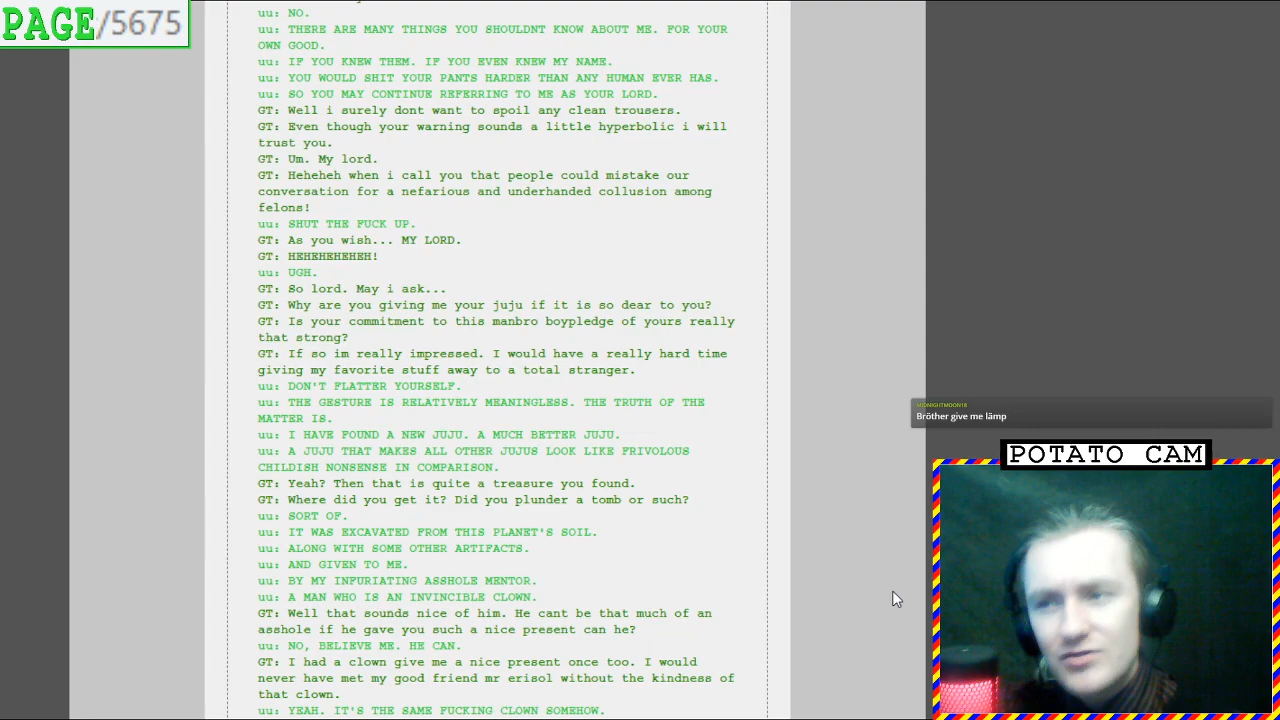 PAGE/5675
uu: NO.
uu: THERE ARE MANY THINGS YOU SHOULDNT KNOW ABOUT ME. FOR YOUR
OWN GOOD.
uu: IF YOU KNEW THEM. IF YOU EVEN KNEW MY NAME.
uu: YOU WOULD SHIT YOUR PANTS HARDER THAN ANY HUMAN EVER HAS.
uu: SO YOU MAY CONTINUE REFERRING TO ME AS YOUR LORD.
GT: Well i surely dont want to spoil any clean trousers.
GT: Even though your warning sounds a little hyperbolic i will
trust you.
GT: Um. My lord.
GT: Heheheh when i call you that people could mistake our
conversation for a nefarious and underhanded collusion among
felons!
uu: SHUT THE FUCK UP.
GT: As you wish... MY LORD.
GT: HEHEHEHEHEH!
uu: UGH.
GT: So lord. May i ask...
GT: Why are you giving me your juju if it is so dear to you?
GT: Is your commitment to this manbro boypledge of yours really
that strong?
GT: If so im really impressed. I would have a really hard time
giving my favorite stuff away to a total stranger.
uu: DON'T FLATTER YOURSELF.
uu: THE GESTURE IS RELATIVELY MEANINGLESS. THE TRUTH OF THE
MATTER IS.
uu: I HAVE FOUND A NEW JUJU. A MUCH BETTER JUJU.
uu: A JUJU THAT MAKES ALL OTHER JUJUS LOOK LIKE FRIVOLOUS
CHILDISH NONSENSE IN COMPARISON.
GT: Yeah? Then that is quite a treasure you found.
GT: Where did you get it? Did you plunder a tomb or such?
uu: SORT OF.
uu: IT WAS EXCAVATED FROM THIS PLANET'S SOIL.
uu: ALONG WITH SOME OTHER ARTIFACTS.
uu: AND GIVEN TO ME.
uu: BY MY INFURIATING ASSHOLE MENTOR.
uu: A MAN WHO IS AN INVINCIBLE CLOWN.
GT: Well that sounds nice of him. He cant be that much of an
asshole if he gave you such a nice present can he?
uu: NO, BELIEVE ME. HE CAN.
GT: I had a clown give me a nice present once too. I would
never have met my good friend mr erisol without the kindness of
that clown.
uu: YEAH. IT'S THE SAME FUCKING CLOWN SOMEHOW.
Bröther give me lämp
POTATO CAM